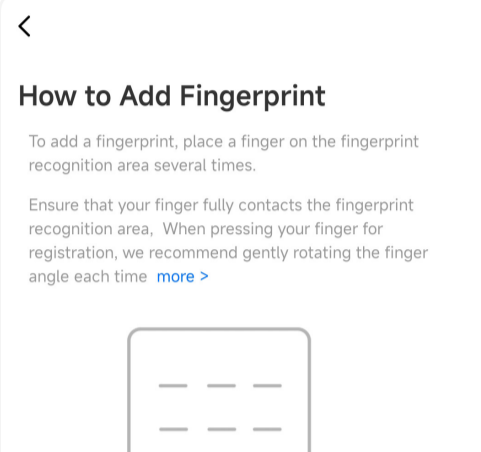 How to Add Fingerprint
To add a fingerprint, place a finger on the fingerprint
recognition area several times.
Ensure that your finger fully contacts the fingerprint
recognition area, When pressing your finger for
registration, we recommend gently rotating the finger
angle each time more >